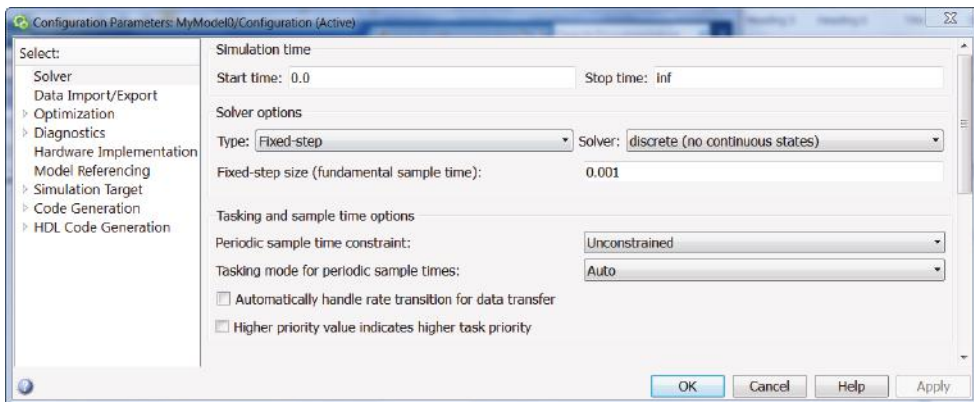 Configuration Parameters: MyModel0/Configuration (Active)
Select:
Solver
Data Import/Export
Optimization
Diagnostics
Hardware Implementation
Model Referencing
Simulation Target
Code Generation
HDL Code Generation
Simulation time
Start time: 0.0 Stop time: inf
Solver options
Type: Fixed-step Solver: discrete (no continuous states)
Fixed-step size (fundamental sample time): 0.001
Tasking and sample time options
Periodic sample time constraint: Unconstrained
Tasking mode for periodic sample times: Auto
Automatically handle rate transition for data transfer
Higher priority value indicates higher task priority
OK Cancel Help Apply